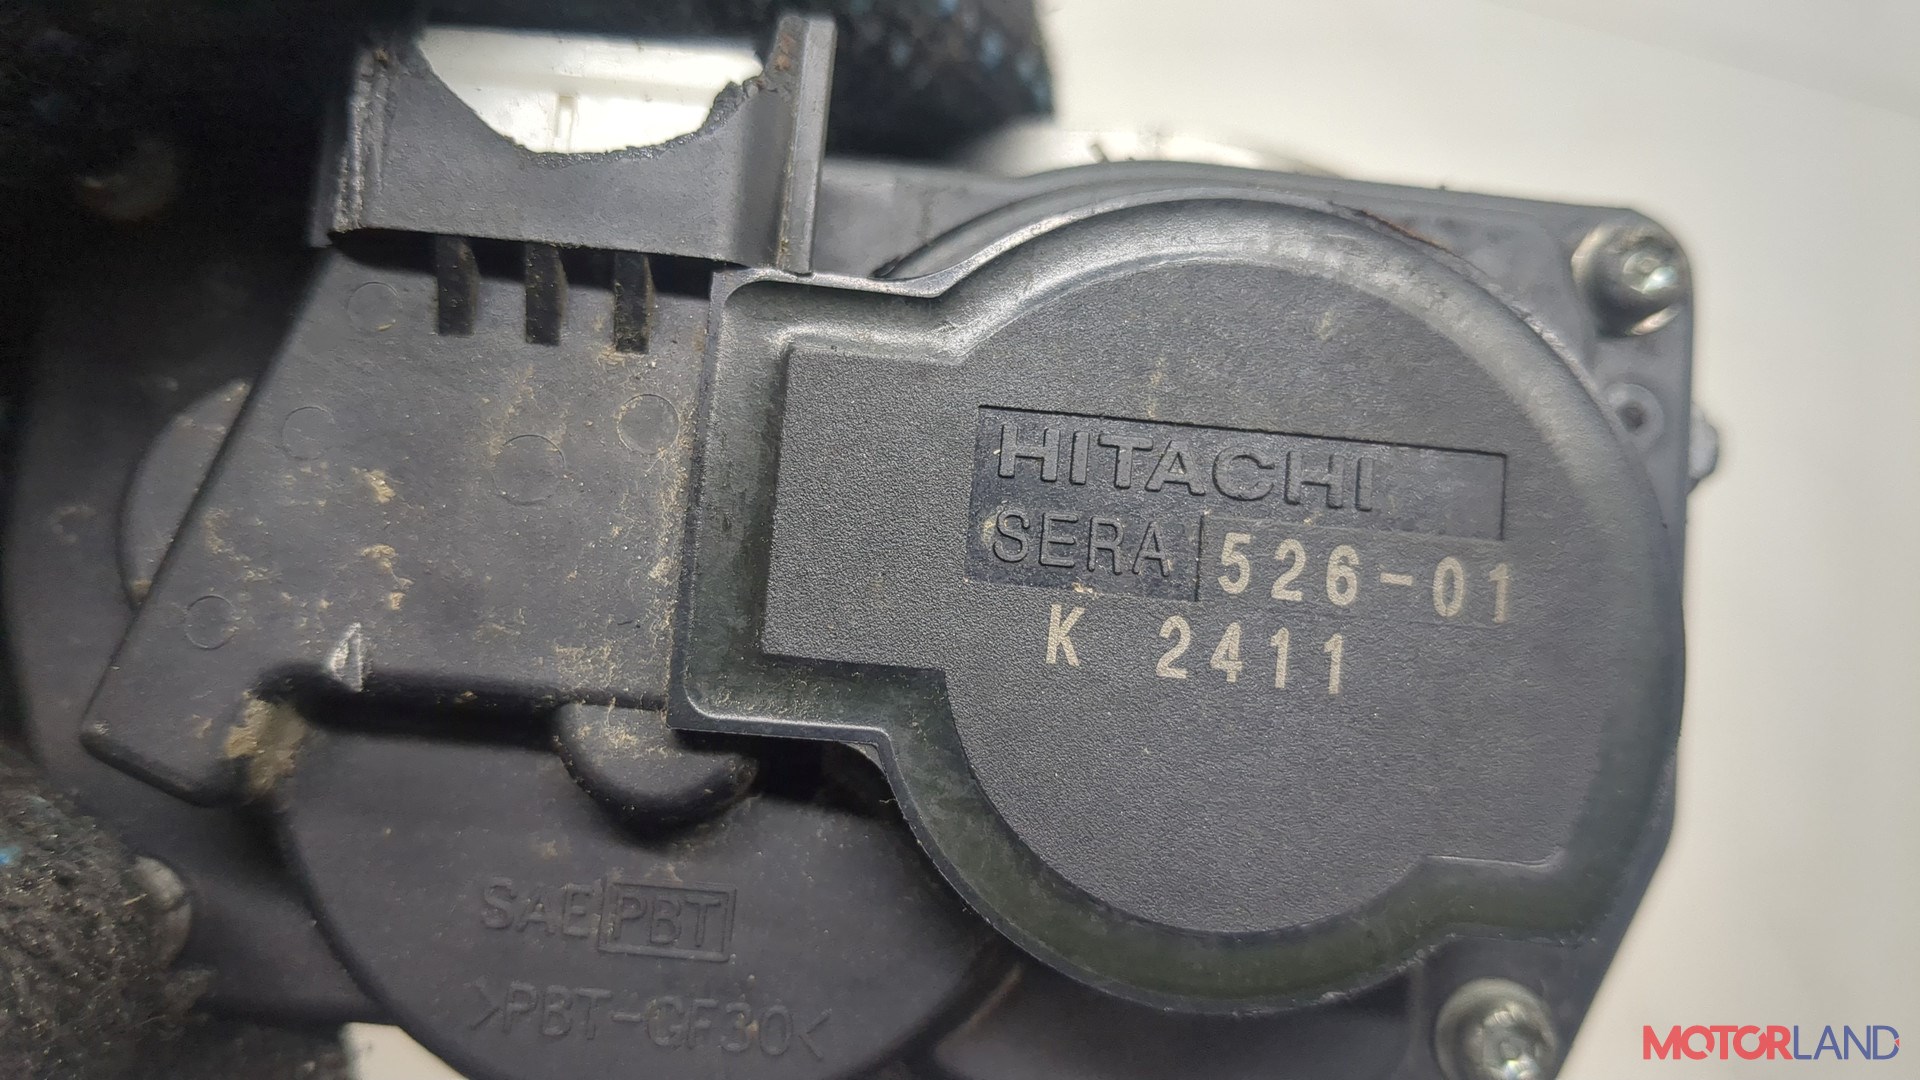 HITACHI
SERA 526-01
K 2411
SAE PBT
>PBT-GF30<
MOTORLAND